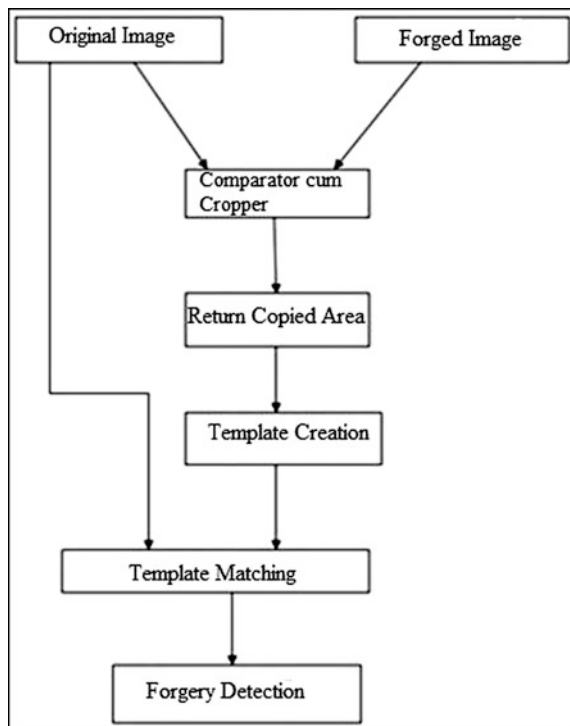 Original Image
Forged Image
Comparator cum
Cropper
Return Copied Area
Template Creation
Template Matching
Forgery Detection